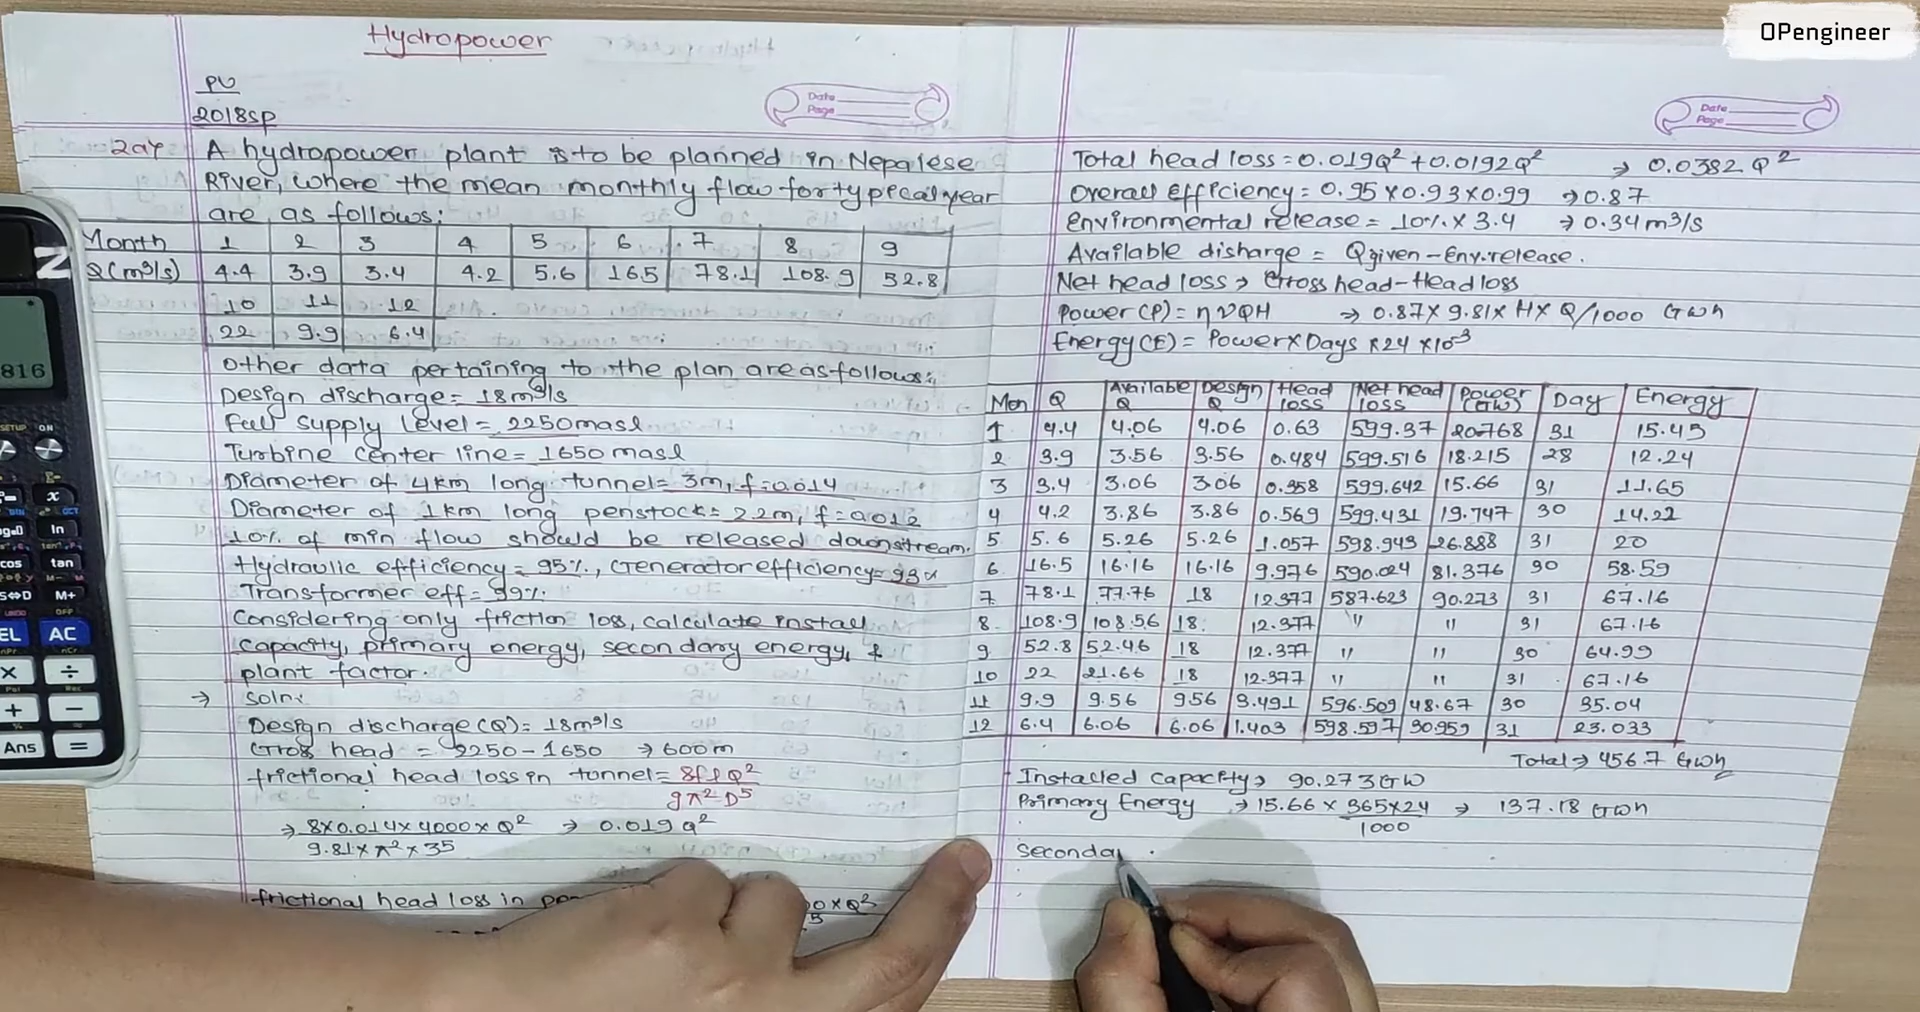 OPengineer
Hydropower
PU
2018SP
Date
Page
2a) A hydropower plant is to be planned in Nepalese
River, where the mean monthly flow for typical year
are as follows:
Month 1 2 3 4 5 6 7 8 9
Q(m³/s) 4.4 3.9 3.4 4.2 5.6 16.5 78.1 108.9 52.8
10 11 12
22 9.9 6.4
Other data pertaining to the plan are as follows:
Design discharge = 18m³/s
Full supply level = 2250masl
Turbine center line = 1650 masl
Diameter of 4km long tunnel = 3m, f=0.014
Diameter of 1km long penstock = 2.2m, f=0.012
10% of min flow should be released downstream.
Hydraulic efficiency = 95%, Generator efficiency = 93%
Transformer eff = 99%
Considering only friction loss, calculate install
capacity, primary energy, secondary energy, &
plant factor.
→ Soln:
Design discharge (Q) = 18m³/s
Gross head = 2250-1650 → 600m
frictional head loss in tunnel = 8flQ²
gπ²D⁵
→ 8×0.014×4000×Q² → 0.019Q²
9.81×π²×3⁵
frictional head loss in
Date
Page
Total head loss = 0.019Q²+0.0192Q² → 0.0382Q²
Overall efficiency = 0.95×0.93×0.99 → 0.87
environmental release = 10%×3.4 → 0.34m³/s
Available disharge = Qgiven-Env.release.
Net head loss → Gross head-Head loss
Power (P) = ηγQH → 0.87×9.81×H×Q/1000 Gwh
Energy(E) = Power×Days×24×10⁻³
Mon Q Available Q Design Q Head loss Net head loss Power (GW) Day Energy
1 4.4 4.06 4.06 0.63 599.37 20.768 31 15.45
2 3.9 3.56 3.56 0.484 599.516 18.215 28 12.24
3 3.4 3.06 3.06 0.358 599.642 15.66 31 11.65
4 4.2 3.86 3.86 0.569 599.431 19.747 30 14.22
5 5.6 5.26 5.26 1.057 598.943 26.888 31 20
6 16.5 16.16 16.16 9.976 590.024 81.376 30 58.59
7 78.1 77.76 18 12.377 587.623 90.273 31 67.16
8 108.9 108.56 18 12.377 " " 31 67.16
9 52.8 52.46 18 12.377 " " 30 64.99
10 22 21.66 18 12.377 " " 31 67.16
11 9.9 9.56 9.56 3.491 596.509 48.67 30 35.04
12 6.4 6.06 6.06 1.403 598.597 30.959 31 23.033
Total → 456.7 Gwh
Installed Capacity → 90.273 GW
Primary Energy → 15.66 × 365×24 → 137.18 Gwh
1000
Seconda
816
SETUP
ON
x
ln
cos
tan
S⇔D
M+
EL
AC
×
÷
+
−
Ans
=